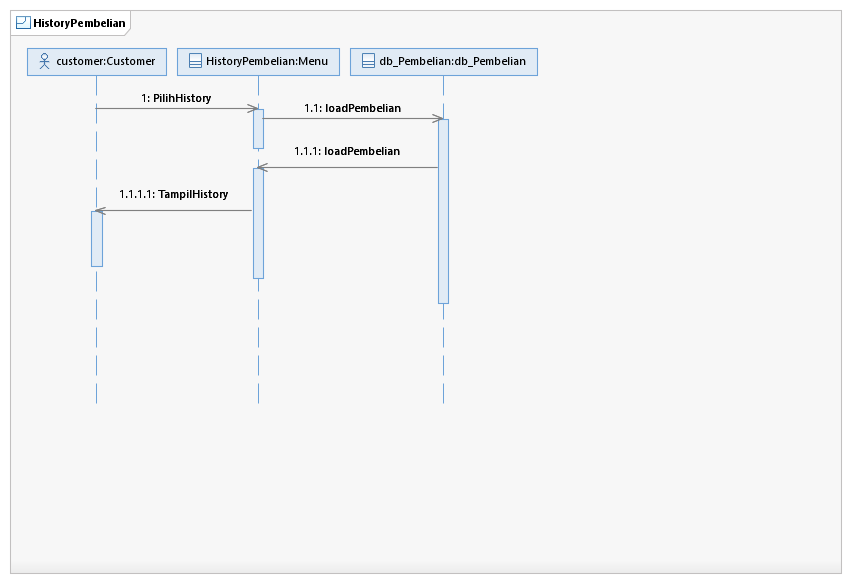 HistoryPembelian
customer:Customer
HistoryPembelian:Menu
db_Pembelian:db_Pembelian
1: PilihHistory
1.1: loadPembelian
1.1.1: loadPembelian
1.1.1.1: TampilHistory